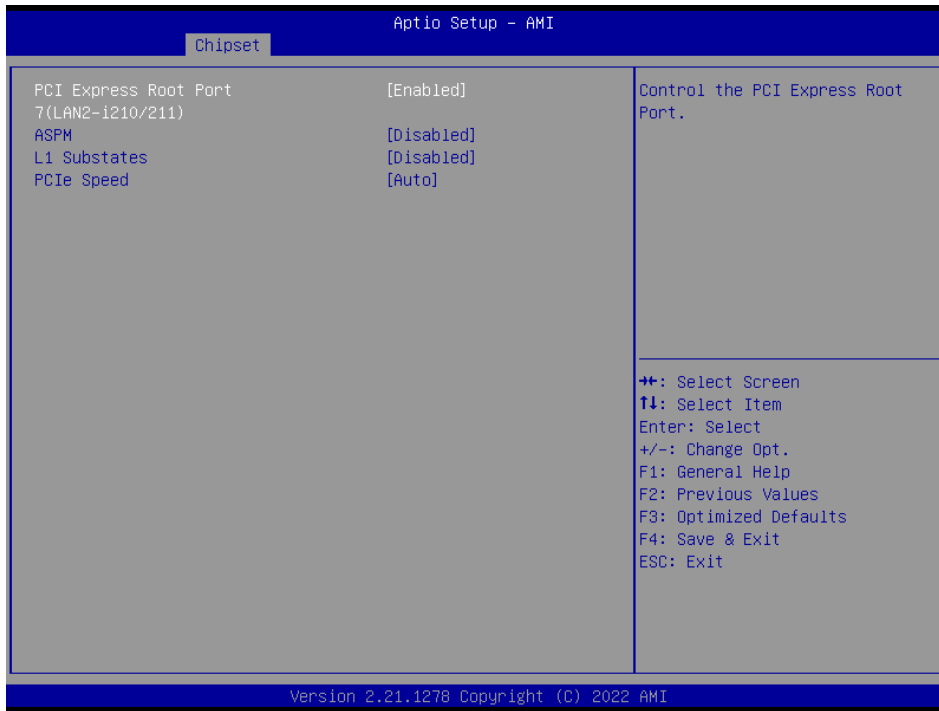 Aptio Setup – AMI
Chipset
PCI Express Root Port [Enabled]
7(LAN2-i210/211)
ASPM [Disabled]
L1 Substates [Disabled]
PCIe Speed [Auto]
Control the PCI Express Root
Port.
→←: Select Screen
↑↓: Select Item
Enter: Select
+/-: Change Opt.
F1: General Help
F2: Previous Values
F3: Optimized Defaults
F4: Save & Exit
ESC: Exit
Version 2.21.1278 Copyright (C) 2022 AMI